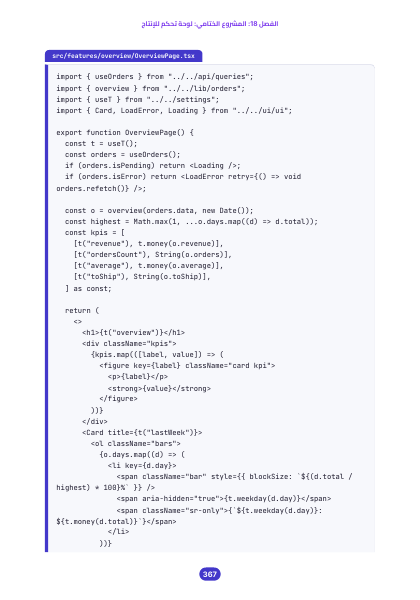 الفصل 18: المشروع الختامي: لوحة تحكم للإنتاج
src/features/overview/OverviewPage.tsx
import { useOrders } from "../../api/queries";
import { overview } from "../../lib/orders";
import { useT } from "../../settings";
import { Card, LoadError, Loading } from "../../ui/ui";

export function OverviewPage() {
  const t = useT();
  const orders = useOrders();
  if (orders.isPending) return <Loading />;
  if (orders.isError) return <LoadError retry={() => void
orders.refetch()} />;

  const o = overview(orders.data, new Date());
  const highest = Math.max(1, ...o.days.map((d) => d.total));
  const kpis = [
    [t("revenue"), t.money(o.revenue)],
    [t("ordersCount"), String(o.orders)],
    [t("average"), t.money(o.average)],
    [t("toShip"), String(o.toShip)],
  ] as const;

  return (
    <>
      <h1>{t("overview")}</h1>
      <div className="kpis">
        {kpis.map(([label, value]) => (
          <figure key={label} className="card kpi">
            <p>{label}</p>
            <strong>{value}</strong>
          </figure>
        ))}
      </div>
      <Card title={t("lastWeek")}>
        <ol className="bars">
          {o.days.map((d) => (
            <li key={d.day}>
              <span className="bar" style={{ blockSize: `${(d.total /
highest) * 100}%` }} />
              <span aria-hidden="true">{t.weekday(d.day)}</span>
              <span className="sr-only">{`${t.weekday(d.day)}:
${t.money(d.total)}`}</span>
            </li>
          ))}
367